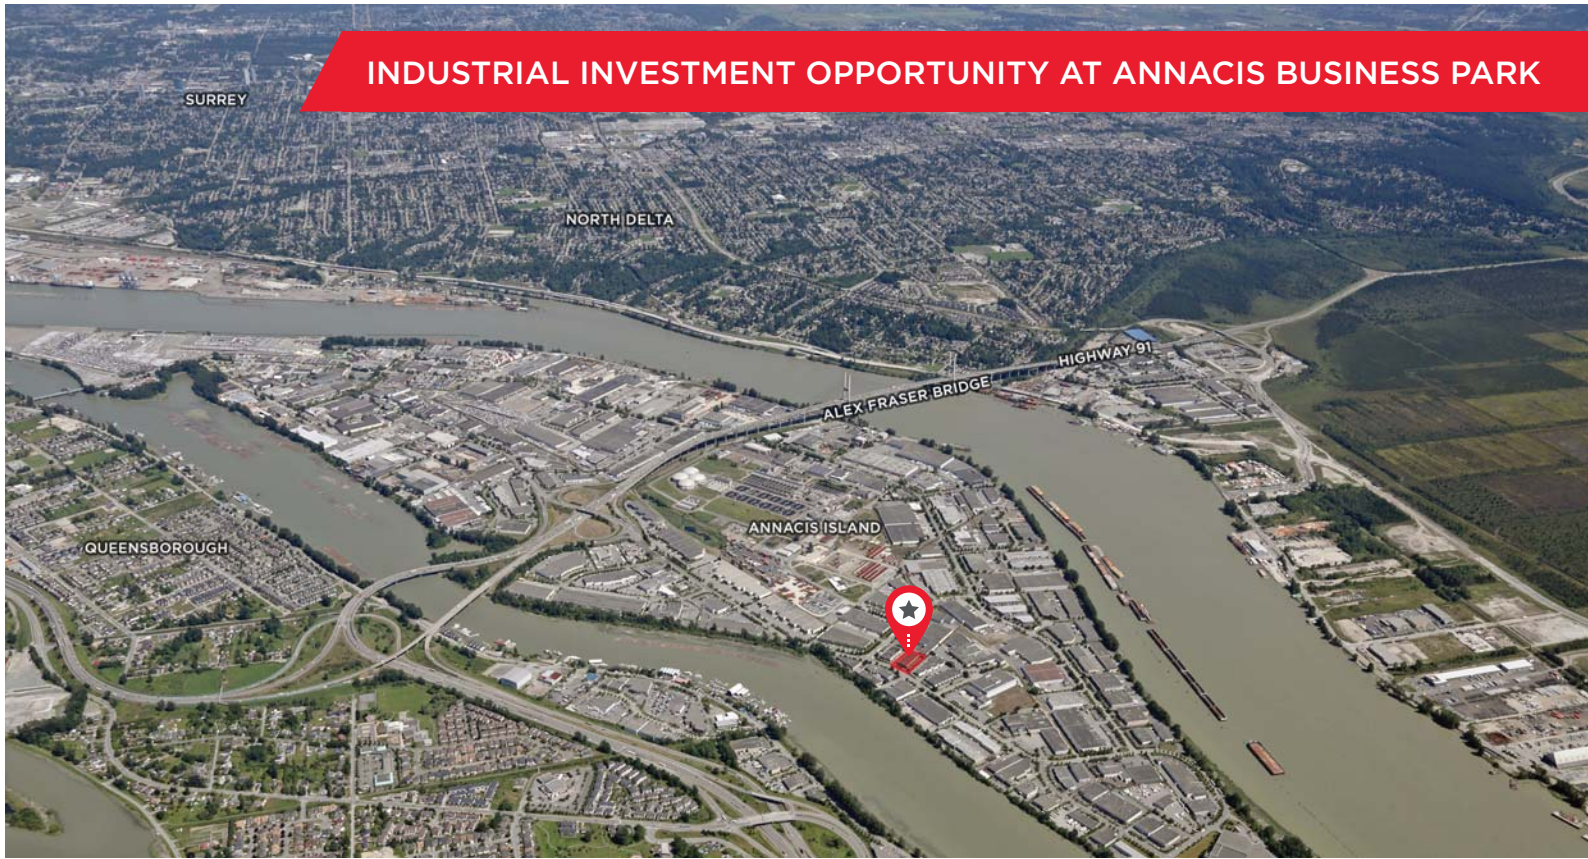 INDUSTRIAL INVESTMENT OPPORTUNITY AT ANNACIS BUSINESS PARK
SURREY
NORTH DELTA
HIGHWAY 91
ALEX FRASER BRIDGE
ANNACIS ISLAND
QUEENSBOROUGH